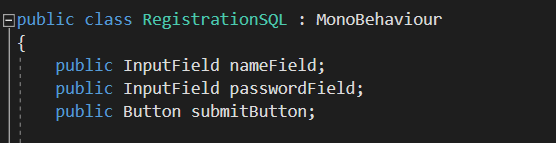 public class RegistrationSQL : MonoBehaviour
{
public InputField nameField;
public InputField passwordField;
public Button submitButton;